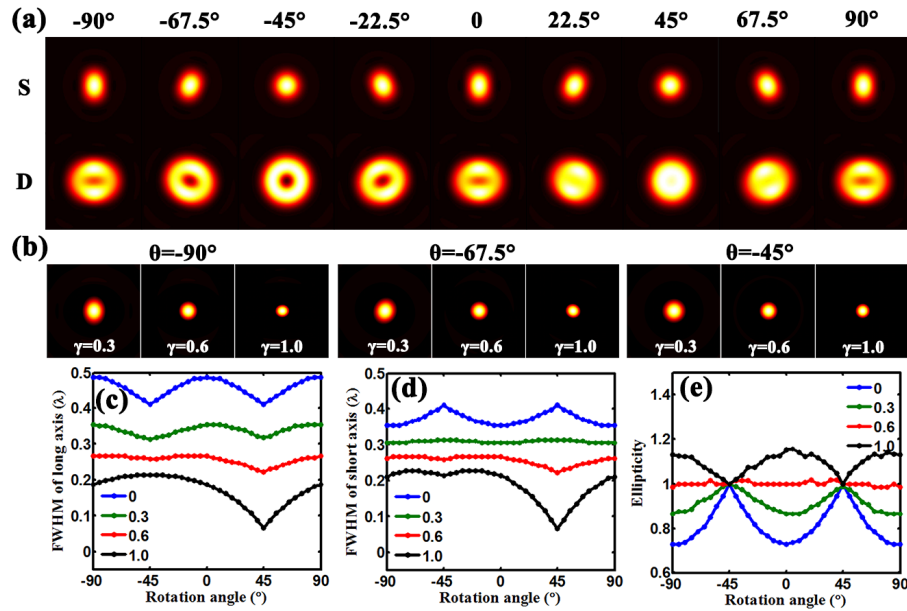 (a) -90° -67.5° -45° -22.5° 0 22.5° 45° 67.5° 90°
S
D
(b) θ=-90° θ=-67.5° θ=-45°
γ=0.3 γ=0.6 γ=1.0 γ=0.3 γ=0.6 γ=1.0 γ=0.3 γ=0.6 γ=1.0
(c)
FWHM of long axis (λ)
0.5
0.4
0.3
0.2
0.1
0
0
0.3
0.6
1.0
-90 -45 0 45 90
Rotation angle (°)
(d)
FWHM of short axis (λ)
0.5
0.4
0.3
0.2
0.1
0
0
0.3
0.6
1.0
-90 -45 0 45 90
Rotation angle (°)
(e)
Ellipticity
1.4
1.2
1
0.8
0.6
0
0.3
0.6
1.0
-90 -45 0 45 90
Rotation angle (°)